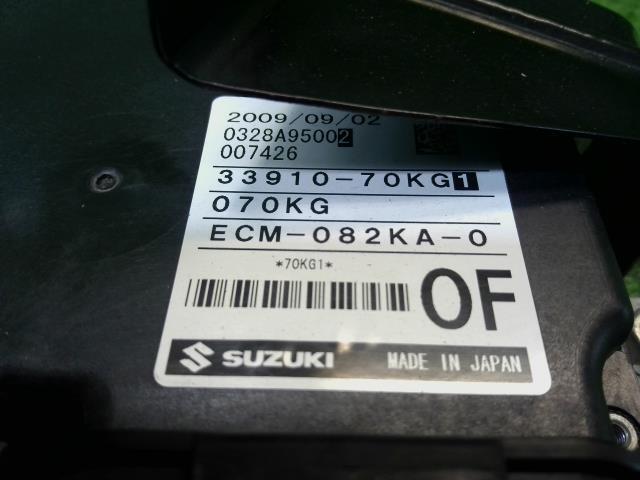 2009/09/02
0328A95002
007426
33910-70KG1
070KG
ECM-082KA-0
*70KG1*
OF
SUZUKI MADE IN JAPAN